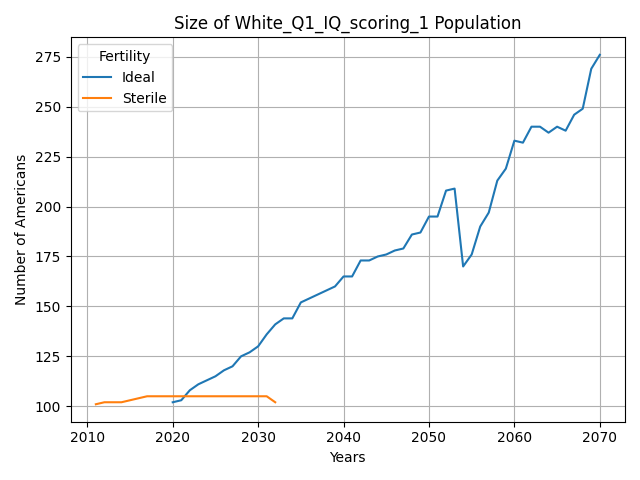 Size of White_Q1_IQ_scoring_1 Population
Fertility
Ideal
Sterile
Number of Americans
275
250
225
200
175
150
125
100
2010
2020
2030
2040
2050
2060
2070
Years